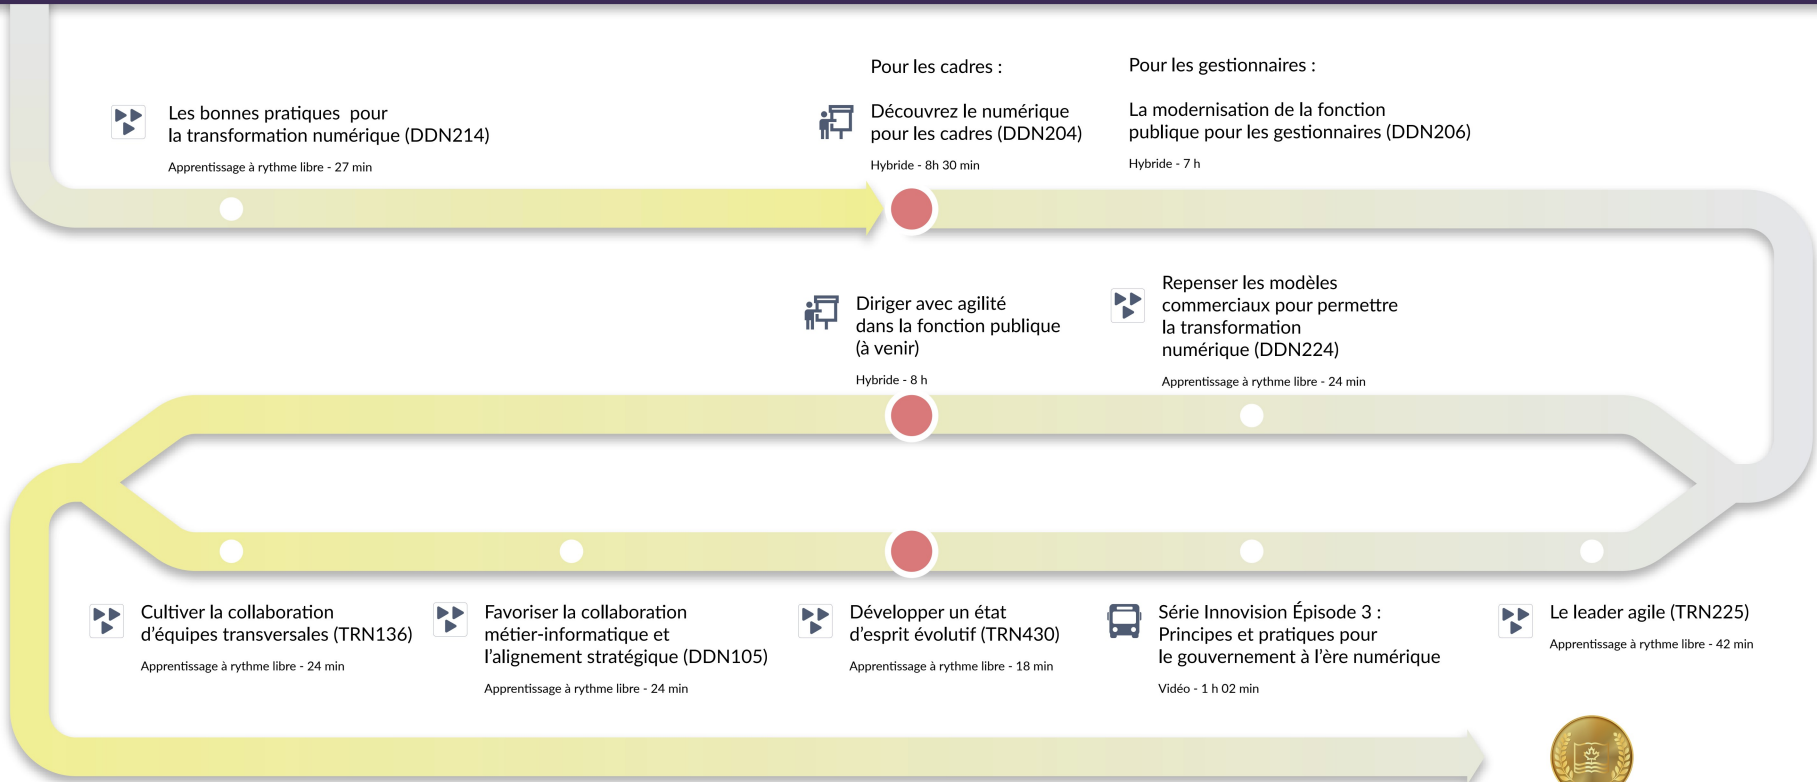 Les bonnes pratiques pour
la transformation numérique (DDN214)
Apprentissage à rythme libre - 27 min
Pour les cadres :
Découvrez le numérique
pour les cadres (DDN204)
Hybride - 8h 30 min
Pour les gestionnaires :
La modernisation de la fonction
publique pour les gestionnaires (DDN206)
Hybride - 7 h
Diriger avec agilité
dans la fonction publique
(à venir)
Hybride - 8 h
Repenser les modèles
commerciaux pour permettre
la transformation
numérique (DDN224)
Apprentissage à rythme libre - 24 min
Cultiver la collaboration
d’équipes transversales (TRN136)
Apprentissage à rythme libre - 24 min
Favoriser la collaboration
métier-informatique et
l’alignement stratégique (DDN105)
Apprentissage à rythme libre - 24 min
Développer un état
d’esprit évolutif (TRN430)
Apprentissage à rythme libre - 18 min
Série Innovision Épisode 3 :
Principes et pratiques pour
le gouvernement à l’ère numérique
Vidéo - 1 h 02 min
Le leader agile (TRN225)
Apprentissage à rythme libre - 42 min